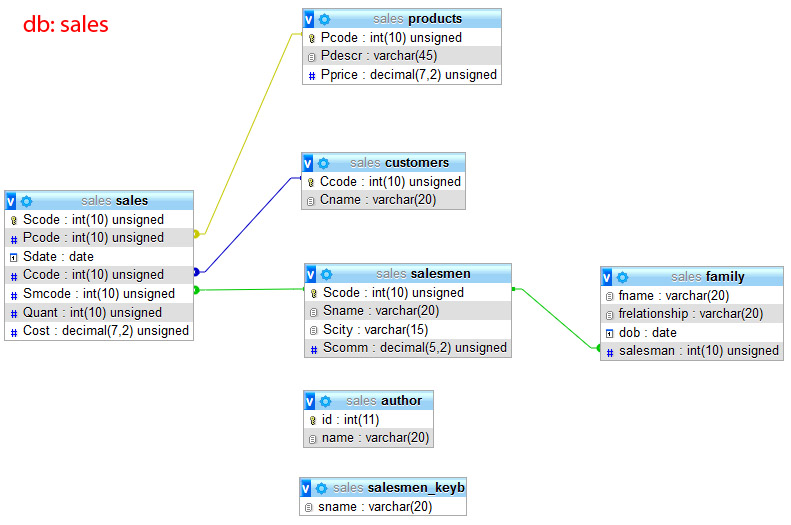 db: sales
sales products
Pcode : int(10) unsigned
Pdescr : varchar(45)
Pprice : decimal(7,2) unsigned
sales customers
Ccode : int(10) unsigned
Cname : varchar(20)
sales sales
Scode : int(10) unsigned
Pcode : int(10) unsigned
Sdate : date
Ccode : int(10) unsigned
Smcode : int(10) unsigned
Quant : int(10) unsigned
Cost : decimal(7,2) unsigned
sales salesmen
Scode : int(10) unsigned
Sname : varchar(20)
Scity : varchar(15)
Scomm : decimal(5,2) unsigned
sales family
fname : varchar(20)
frelationship : varchar(20)
dob : date
salesman : int(10) unsigned
sales author
id : int(11)
name : varchar(20)
sales salesmen_keyb
sname : varchar(20)